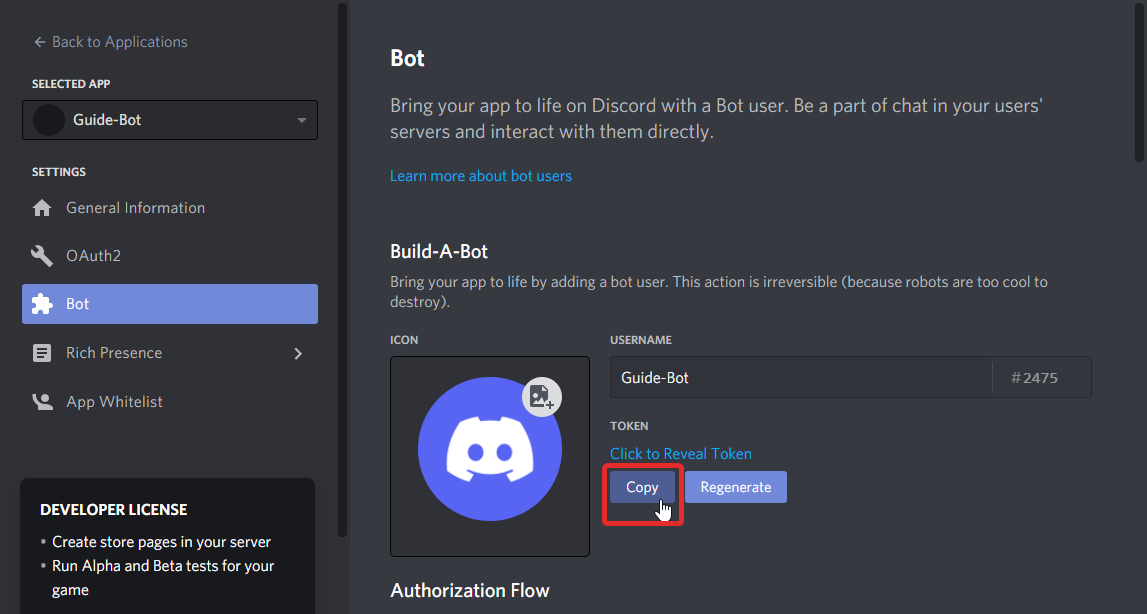 Back to Applications
SELECTED APP
Guide-Bot
SETTINGS
General Information
OAuth2
Bot
Rich Presence
App Whitelist
DEVELOPER LICENSE
• Create store pages in your server
• Run Alpha and Beta tests for your
game
Bot
Bring your app to life on Discord with a Bot user. Be a part of chat in your users'
servers and interact with them directly.
Learn more about bot users
Build-A-Bot
Bring your app to life by adding a bot user. This action is irreversible (because robots are too cool to
destroy).
ICON
USERNAME
Guide-Bot #2475
TOKEN
Click to Reveal Token
Copy Regenerate
Authorization Flow